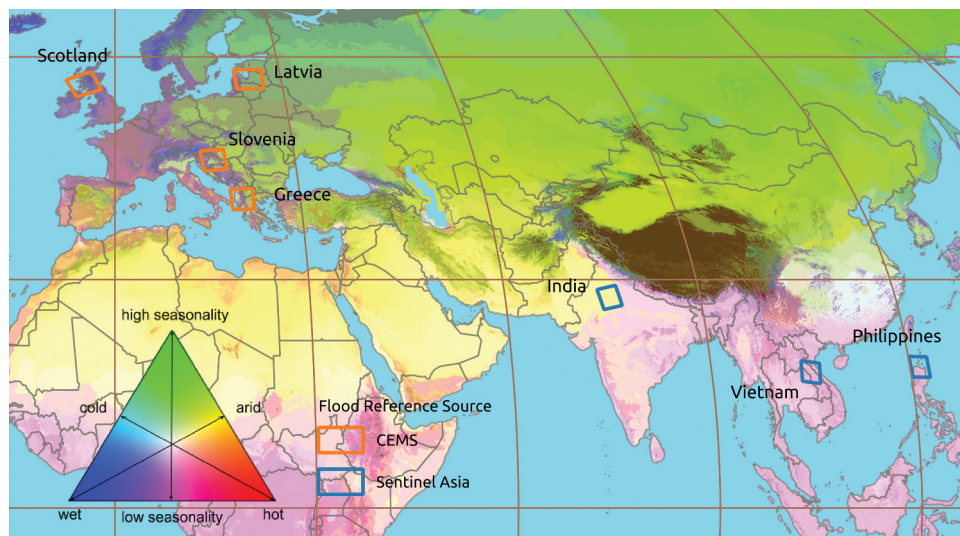 Scotland
Latvia
Slovenia
Greece
India
Philippines
Vietnam
high seasonality
cold
arid
wet
low seasonality
hot
Flood Reference Source
CEMS
Sentinel Asia